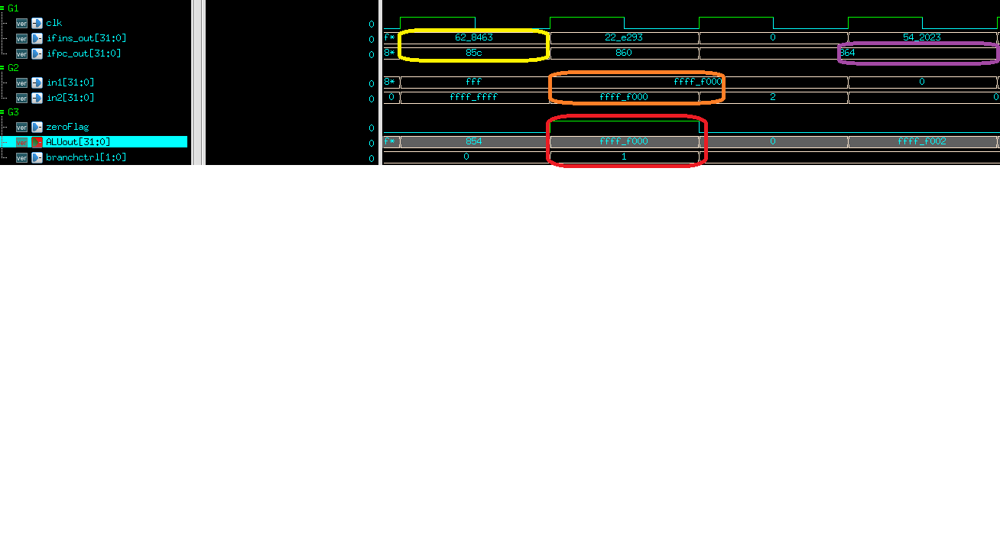 G1
ver clk 0
ver ifins_out[31:0] 0 f* 62_8463 22_e293 0 54_2023
ver ifpc_out[31:0] 0 8* 85c 860 864
G2
ver in1[31:0] 0 8* fff ffff_f000 0
ver in2[31:0] 0 0 ffff_ffff ffff_f000 2 0
G3
ver zeroFlag 0
ver ALUout[31:0] 0 f* 854 ffff_f000 0 ffff_f002
ver branchctrl[1:0] 0 0 1